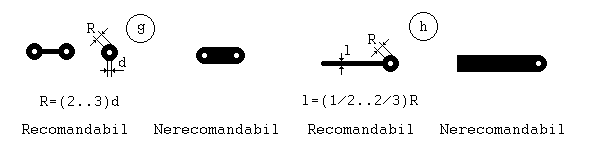 R g
d
R=(2..3)d
Recomandabil Nerecomandabil
R h
l
l=(1/2..2/3)R
Recomandabil Nerecomandabil